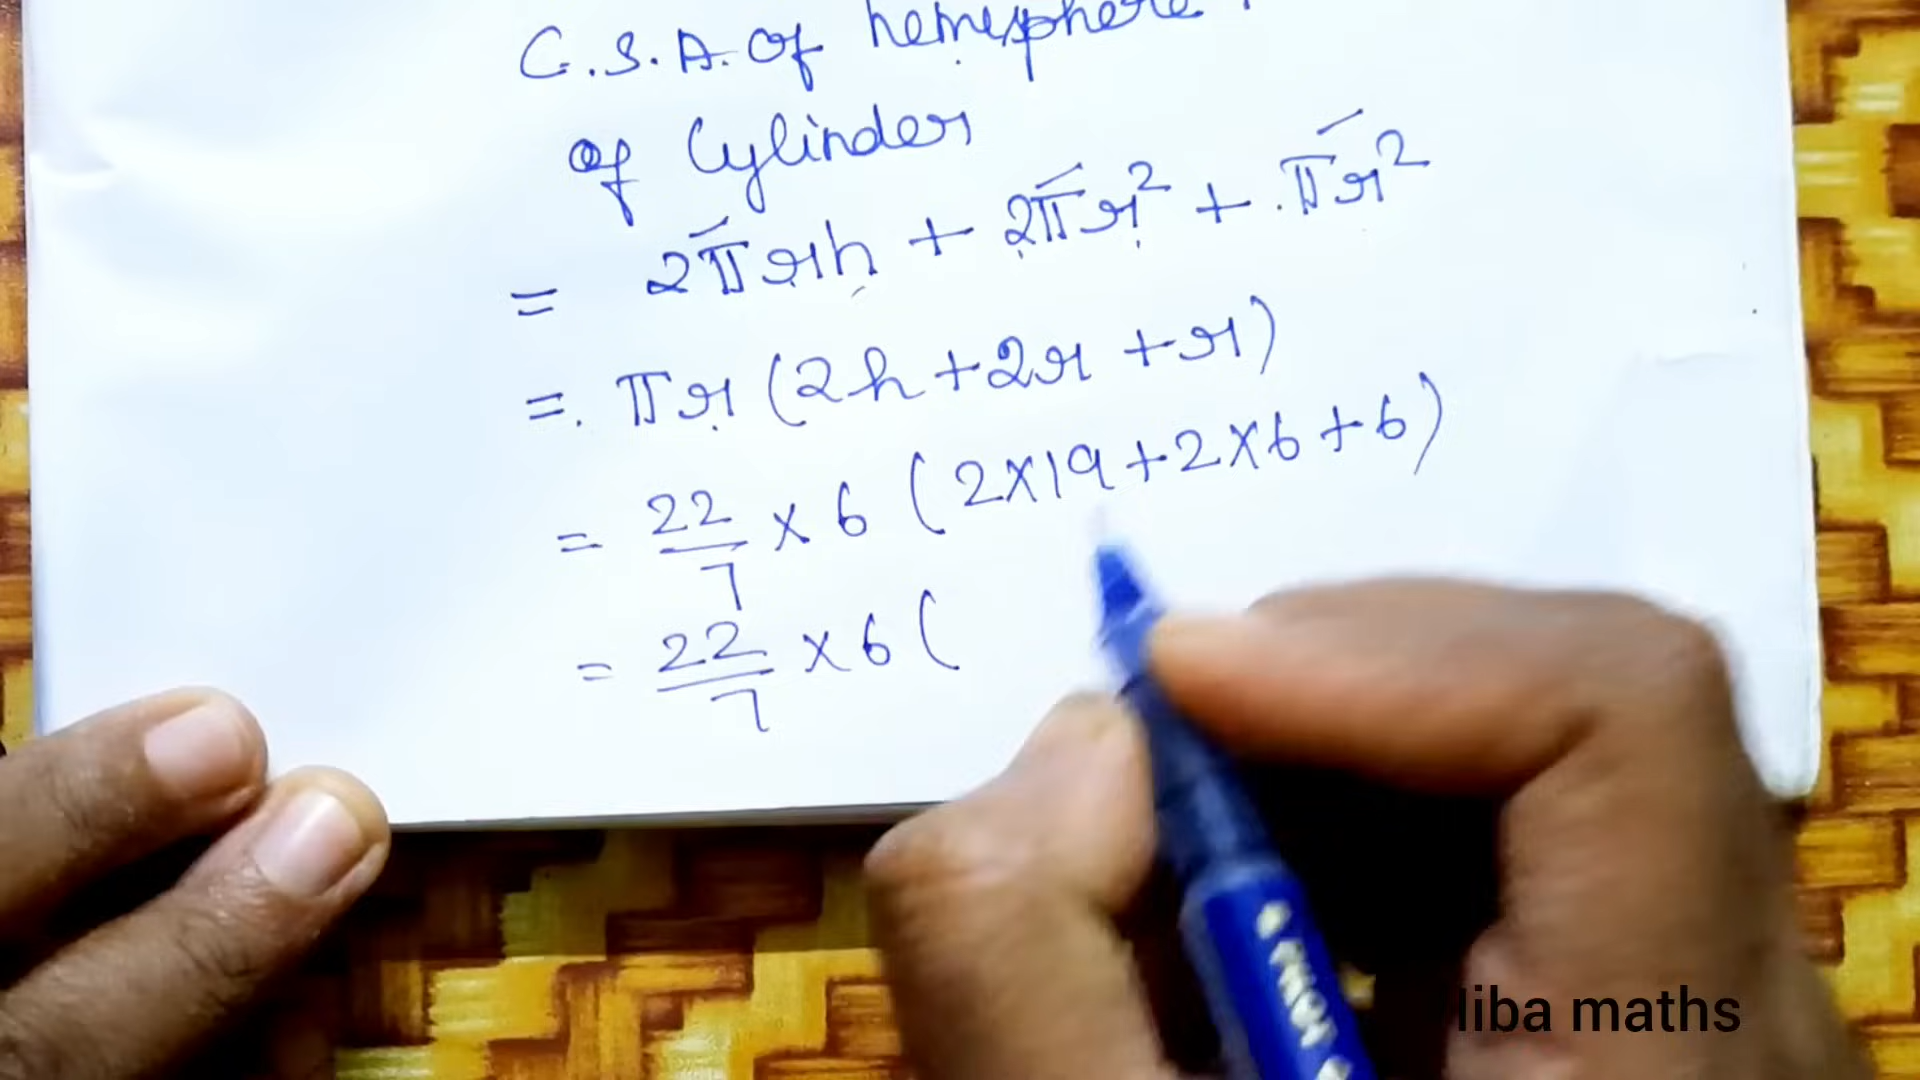 C.S.A. of hemisphere
of Cylinder
= 2πrh + 2πr² + πr²
= πr (2h + 2r + r)
= 22/7 × 6 (2×19 + 2×6 + 6)
= 22/7 × 6 (
liba maths